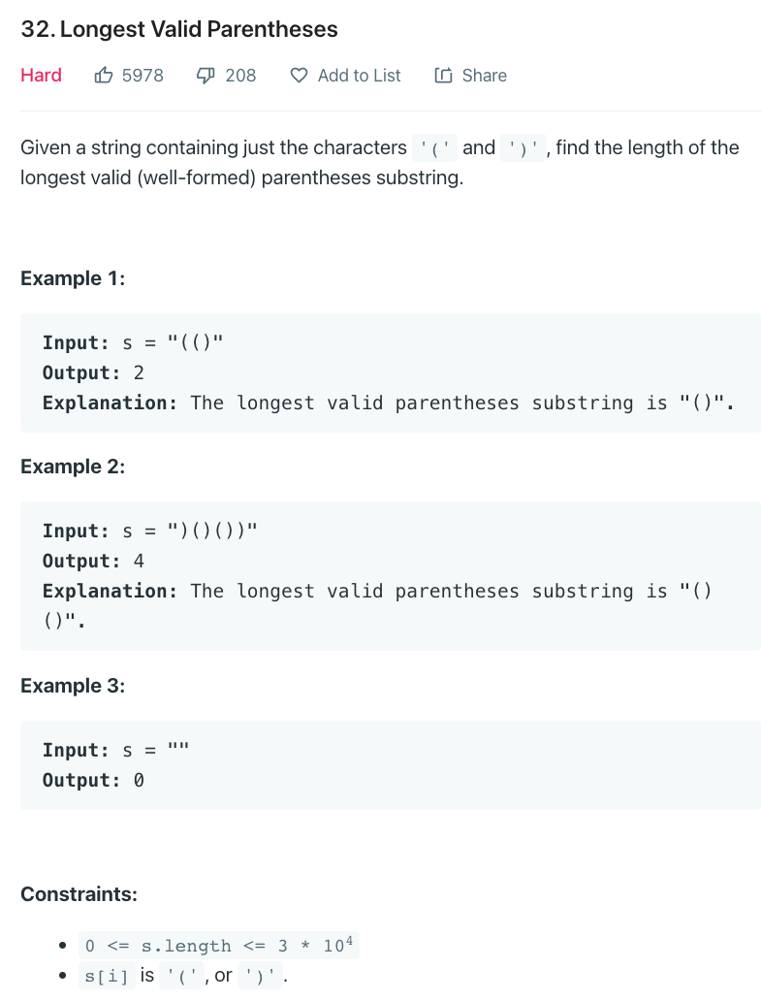 32. Longest Valid Parentheses
Hard 5978 208 Add to List Share
Given a string containing just the characters '(' and ')', find the length of the
longest valid (well-formed) parentheses substring.
Example 1:
Input: s = "(()"
Output: 2
Explanation: The longest valid parentheses substring is "()".
Example 2:
Input: s = ")()())"
Output: 4
Explanation: The longest valid parentheses substring is "()
()".
Example 3:
Input: s = ""
Output: 0
Constraints:
• 0 <= s.length <= 3 * 10⁴
• s[i] is '(', or ')'.